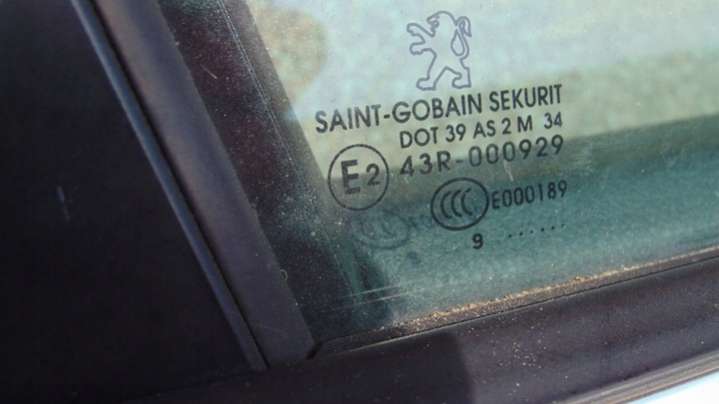 SAINT-GOBAIN SEKURIT
DOT 39 AS 2 M 34
E2 43R-000929
CCC E000189
9 ......